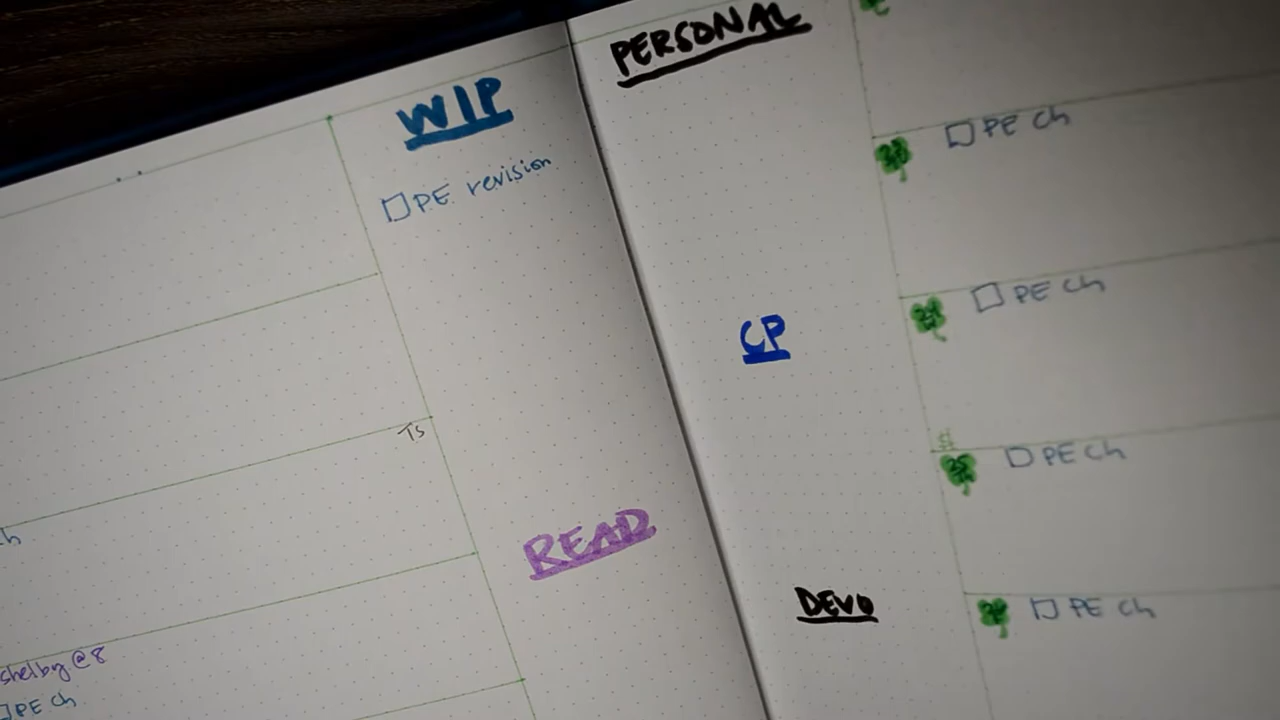 WIP
PE revision
TS
READ
shelby @ 8
PE Ch
PERSONAL
CP
DEVO
PE Ch
PE Ch
$
PE Ch
PE Ch